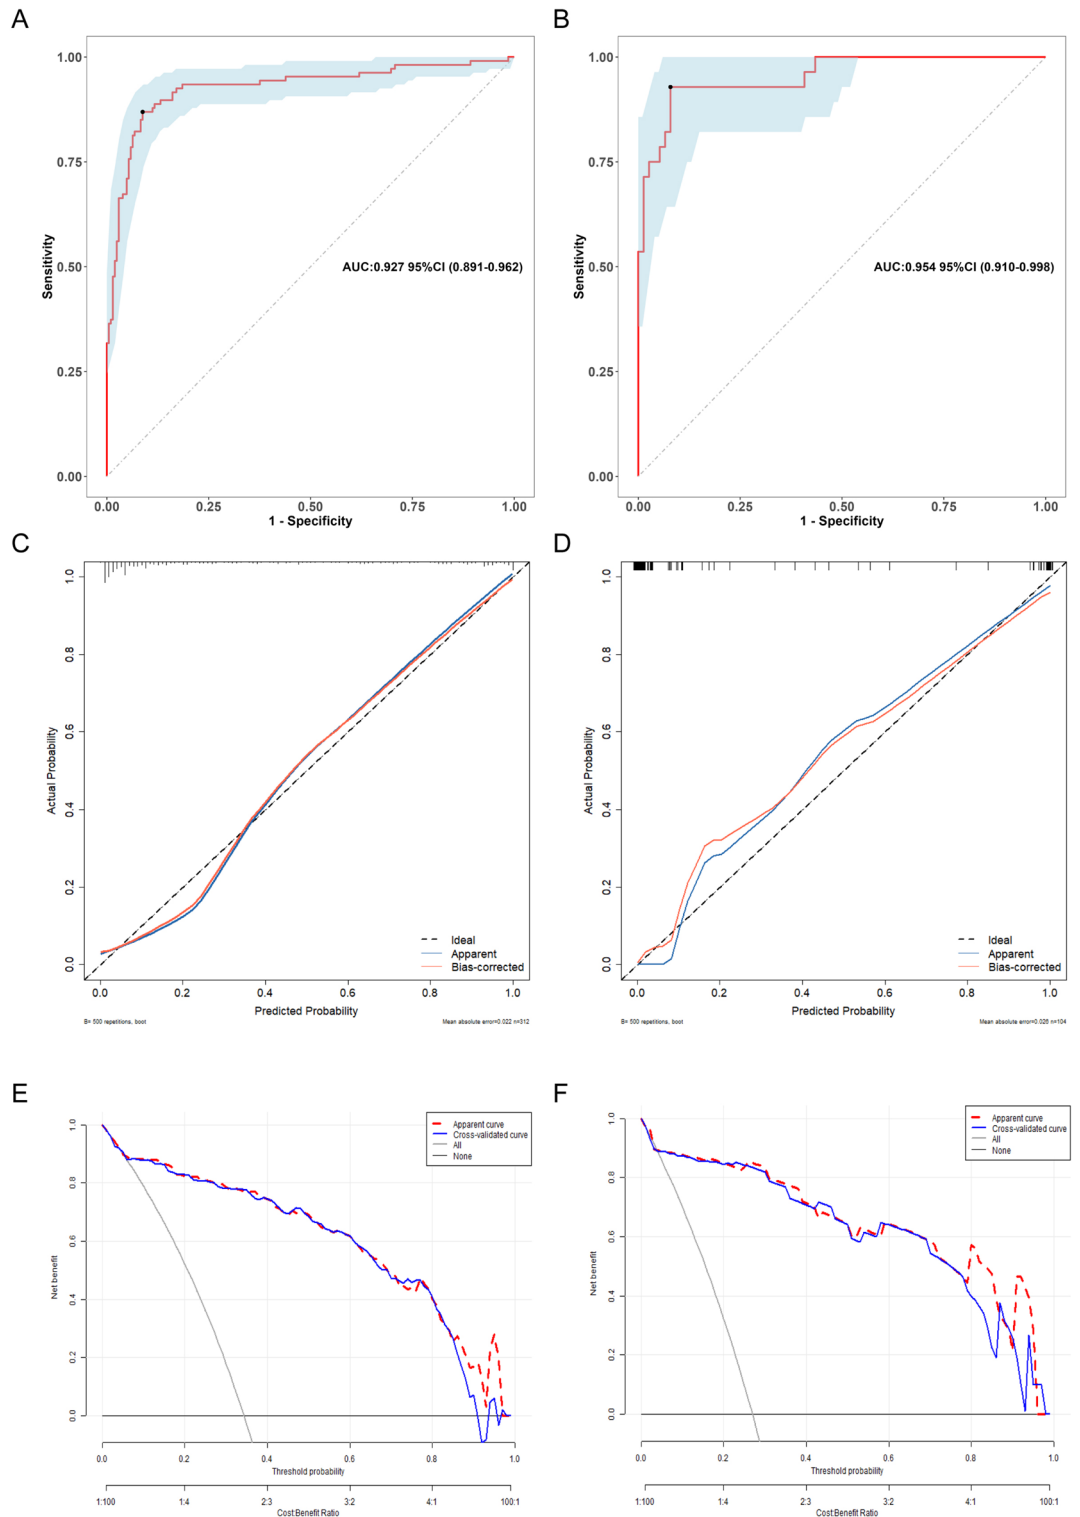 A
1.00
0.75
0.50
0.25
0.00
Sensitivity
AUC:0.927 95%CI (0.891-0.962)
0.00 0.25 0.50 0.75 1.00
1 - Specificity
B
1.00
0.75
0.50
0.25
0.00
Sensitivity
AUC:0.954 95%CI (0.910-0.998)
0.00 0.25 0.50 0.75 1.00
1 - Specificity
C
1.0
0.8
0.6
0.4
0.2
0.0
Actual Probability
Ideal
Apparent
Bias-corrected
0.0 0.2 0.4 0.6 0.8 1.0
Predicted Probability
B= 500 repetitions, boot
Mean absolute error=0.022 n=312
D
1.0
0.8
0.6
0.4
0.2
0.0
Actual Probability
Ideal
Apparent
Bias-corrected
0.0 0.2 0.4 0.6 0.8 1.0
Predicted Probability
B= 500 repetitions, boot
Mean absolute error=0.026 n=104
E
1.0
0.8
0.6
0.4
0.2
0.0
Net benefit
Apparent curve
Cross-validated curve
All
None
0.0 0.4 0.6 0.8 1.0
Threshold probability
1:100 1:4 2:3 3:2 4:1 100:1
Cost:Benefit Ratio
F
1.0
0.8
0.6
0.4
0.2
0.0
Net benefit
Apparent curve
Cross-validated curve
All
None
0.0 0.2 0.4 0.6 0.8 1.0
Threshold probability
1:100 1:4 2:3 3:2 4:1 100:1
Cost:Benefit Ratio